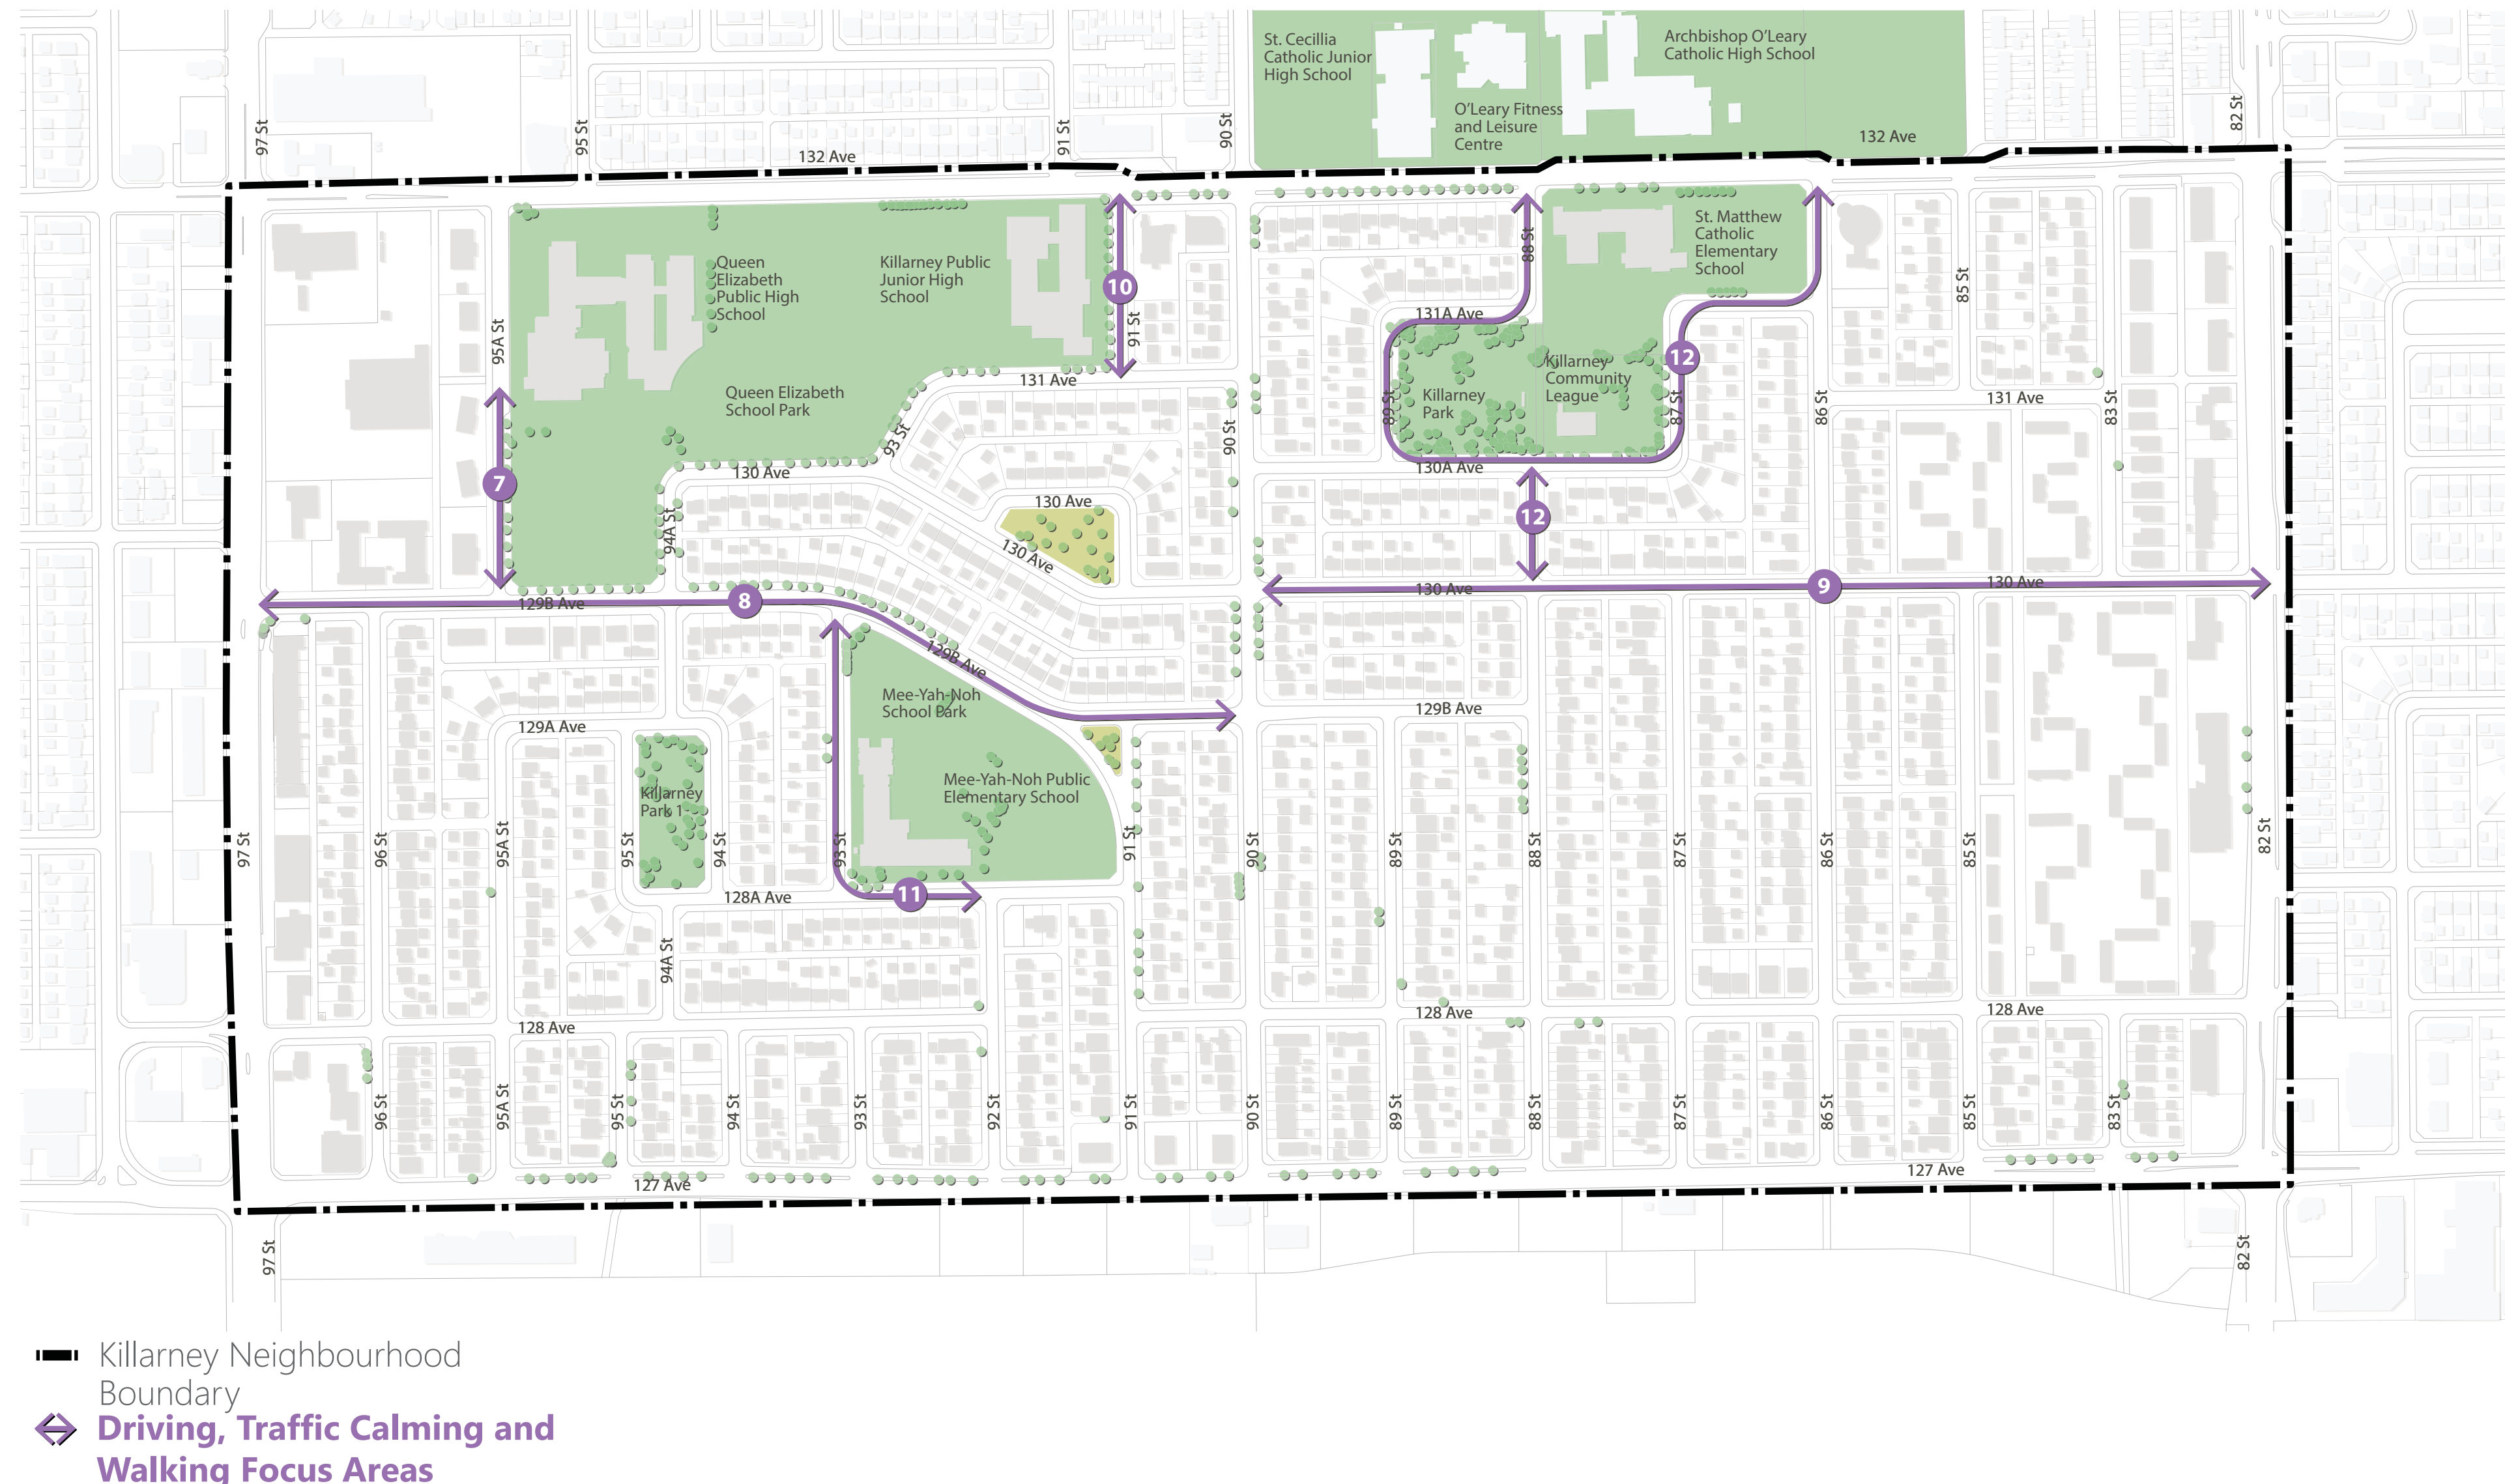 St. Cecillia
Catholic Junior
High School
Archbishop O'Leary
Catholic High School
O'Leary Fitness
and Leisure
Centre
97 St
95 St
91 St
90 St
82 St
132 Ave
132 Ave
Queen
Elizabeth
Public High
School
Killarney Public
Junior High
School
St. Matthew
Catholic
Elementary
School
88 St
85 St
10
91 St
95A St
131A Ave
12
Killarney
Community
League
Killarney
Park
89 St
87 St
86 St
131 Ave
83 St
131 Ave
Queen Elizabeth
School Park
93 St
90 St
130 Ave
130A Ave
7
94A St
130 Ave
130 Ave
12
129B Ave
8
130 Ave
9
130 Ave
129B Ave
Mee-Yah-Noh
School Park
129B Ave
129A Ave
Killarney
Park 1
Mee-Yah-Noh Public
Elementary School
97 St
96 St
95A St
95 St
94 St
93 St
91 St
90 St
89 St
88 St
87 St
86 St
85 St
82 St
128A Ave
11
94A St
128 Ave
128 Ave
128 Ave
96 St
95A St
95 St
94 St
93 St
92 St
91 St
90 St
89 St
88 St
87 St
86 St
85 St
83 St
127 Ave
127 Ave
97 St
82 St
Killarney Neighbourhood
Boundary
Driving, Traffic Calming and
Walking Focus Areas